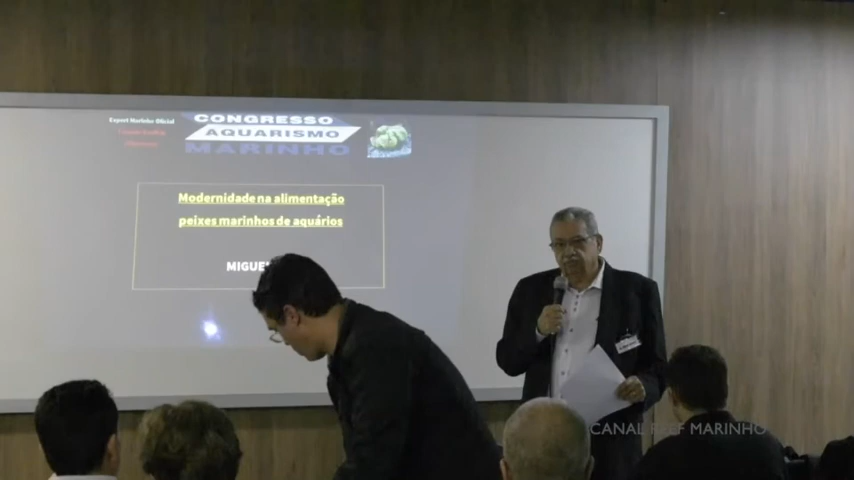 CONGRESSO
AQUARISMO
MARINHO
Modernidade na alimentação
peixes marinhos de aquários
CANAL REEF MARINHO